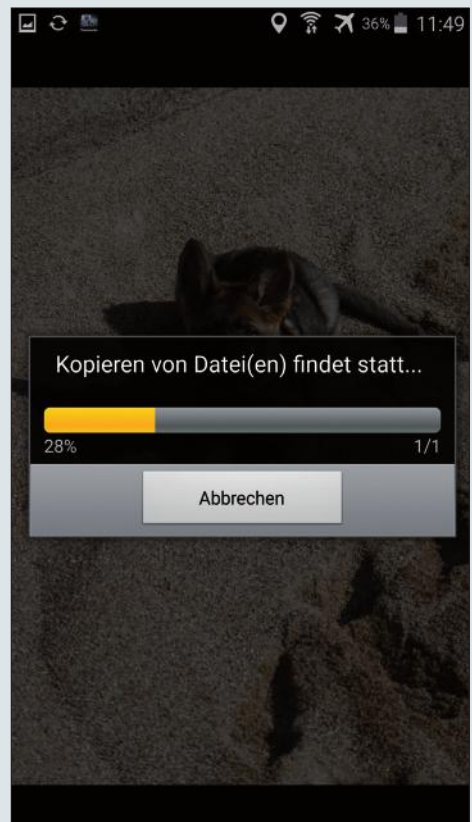 36% 11:49
Kopieren von Datei(en) findet statt...
28% 1/1
Abbrechen